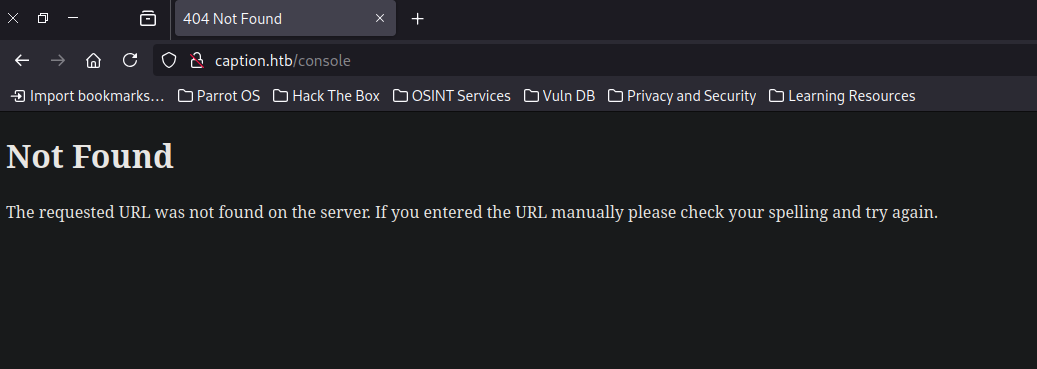 404 Not Found
caption.htb/console
Import bookmarks... Parrot OS Hack The Box OSINT Services Vuln DB Privacy and Security Learning Resources
Not Found
The requested URL was not found on the server. If you entered the URL manually please check your spelling and try again.